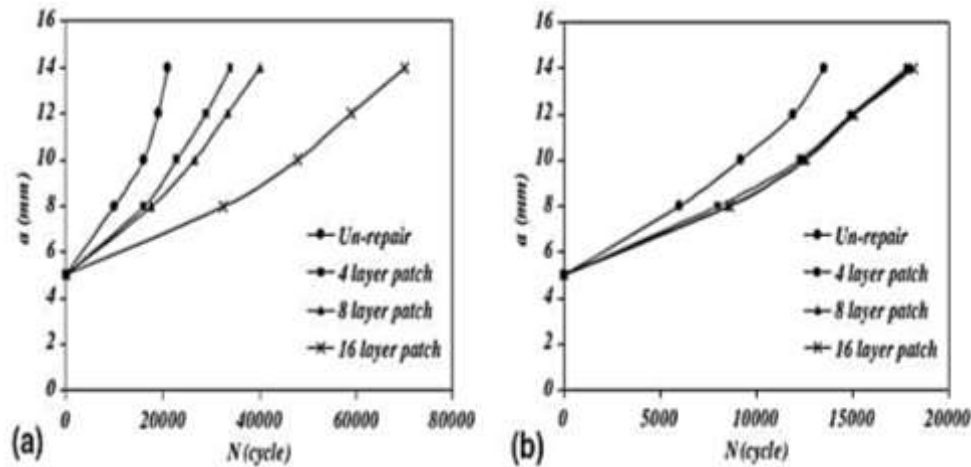 16
14
12
10
8
6
4
2
0
a (mm)
Un-repair
4 layer patch
8 layer patch
16 layer patch
0 20000 40000 60000 80000
(a)
N(cycle)
16
14
12
10
8
6
4
2
0
a (mm)
Un-repair
4 layer patch
8 layer patch
16 layer patch
0 5000 10000 15000 20000
(b)
N(cycle)